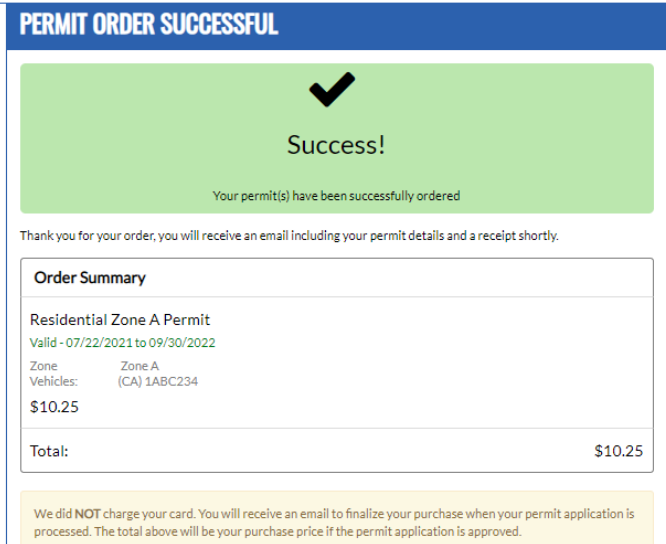 PERMIT ORDER SUCCESSFUL
Success!
Your permit(s) have been successfully ordered
Thank you for your order, you will receive an email including your permit details and a receipt shortly.
Order Summary
Residential Zone A Permit
Valid - 07/22/2021 to 09/30/2022
Zone Zone A
Vehicles: (CA) 1ABC234
$10.25
Total: $10.25
We did NOT charge your card. You will receive an email to finalize your purchase when your permit application is
processed. The total above will be your purchase price if the permit application is approved.